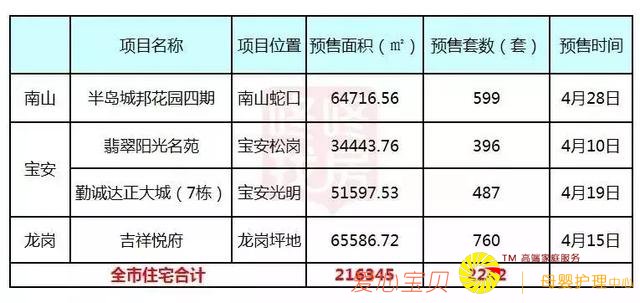 项目名称 项目位置 预售面积（㎡） 预售套数（套） 预售时间
南山 半岛城邦花园四期 南山蛇口 64716.56 599 4月28日
宝安 翡翠阳光名苑 宝安松岗 34443.76 396 4月10日
勤诚达正大城（7栋） 宝安光明 51597.53 487 4月19日
龙岗 吉祥悦府 龙岗坪地 65586.72 760 4月15日
TM 高端家庭服务
全市住宅合计 216345
爱心宝贝 母婴护理中心